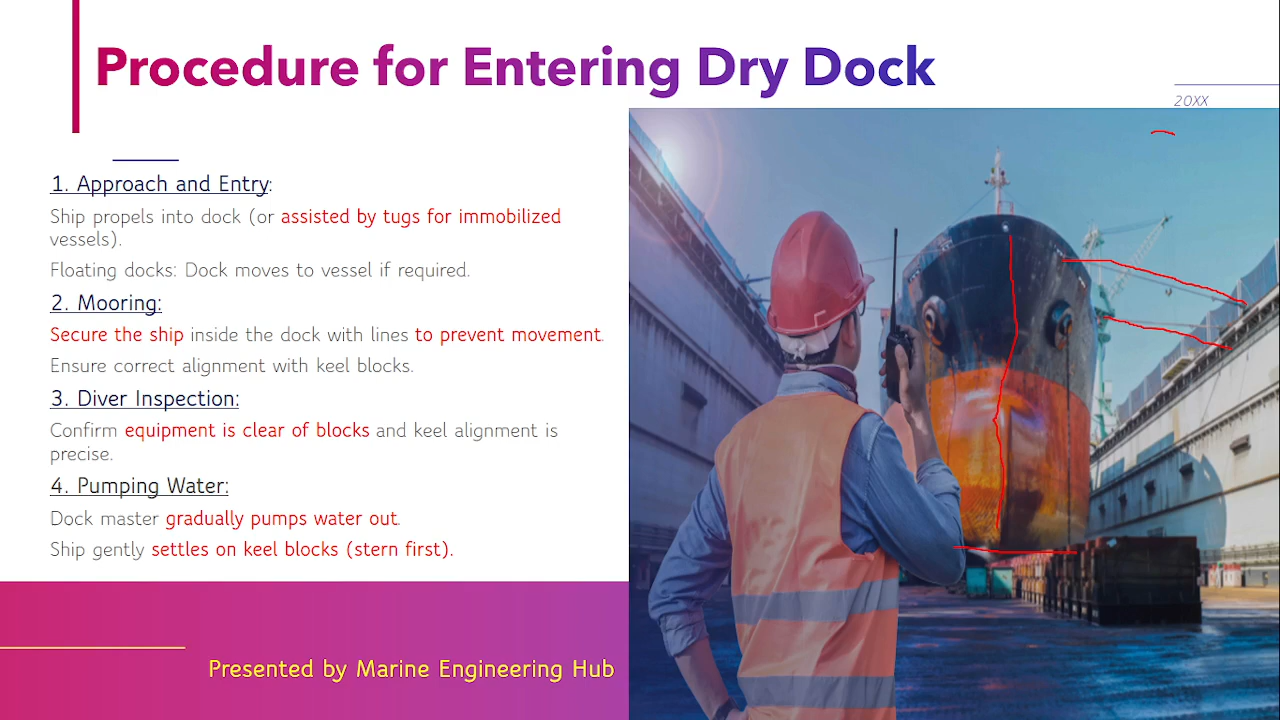 Procedure for Entering Dry Dock
20XX
1. Approach and Entry:
Ship propels into dock (or assisted by tugs for immobilized
vessels).
Floating docks: Dock moves to vessel if required.
2. Mooring:
Secure the ship inside the dock with lines to prevent movement.
Ensure correct alignment with keel blocks.
3. Diver Inspection:
Confirm equipment is clear of blocks and keel alignment is
precise.
4. Pumping Water:
Dock master gradually pumps water out.
Ship gently settles on keel blocks (stern first).
Presented by Marine Engineering Hub